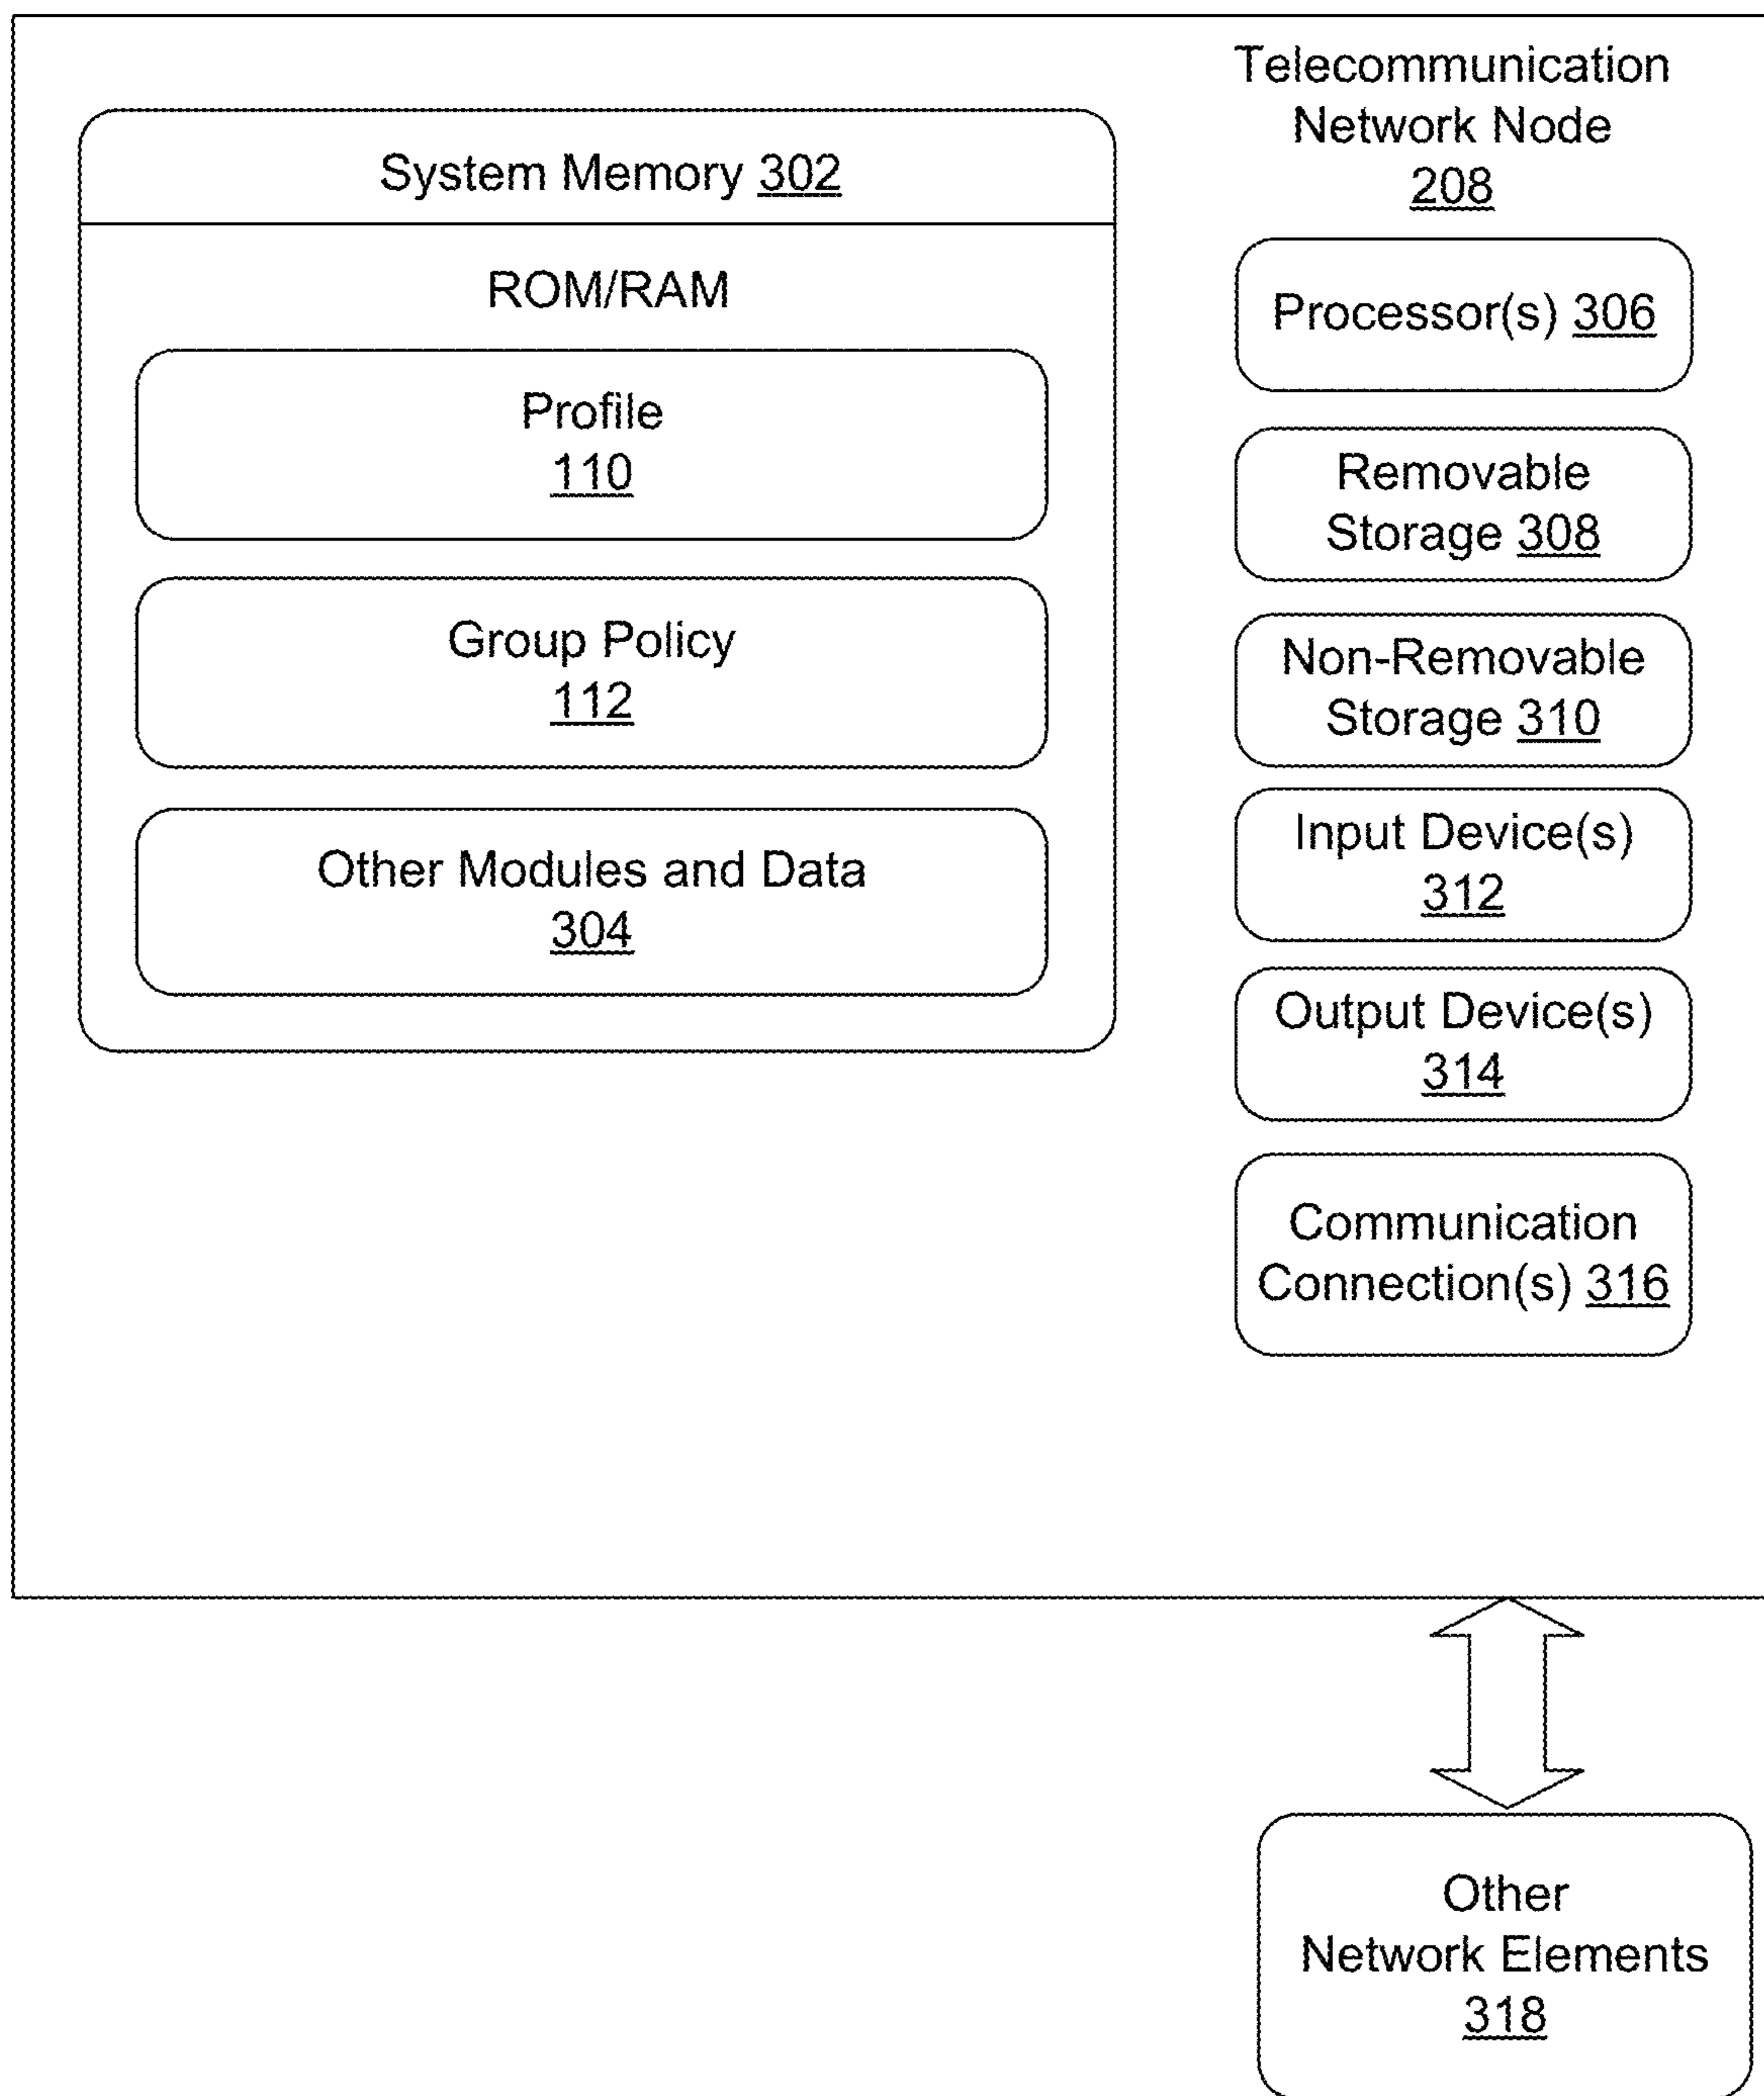 Telecommunication
Network Node
208
System Memory 302
ROM/RAM
Profile
110
Group Policy
112
Other Modules and Data
304
Processor(s) 306
Removable
Storage 308
Non-Removable
Storage 310
Input Device(s)
312
Output Device(s)
314
Communication
Connection(s) 316
Other
Network Elements
318